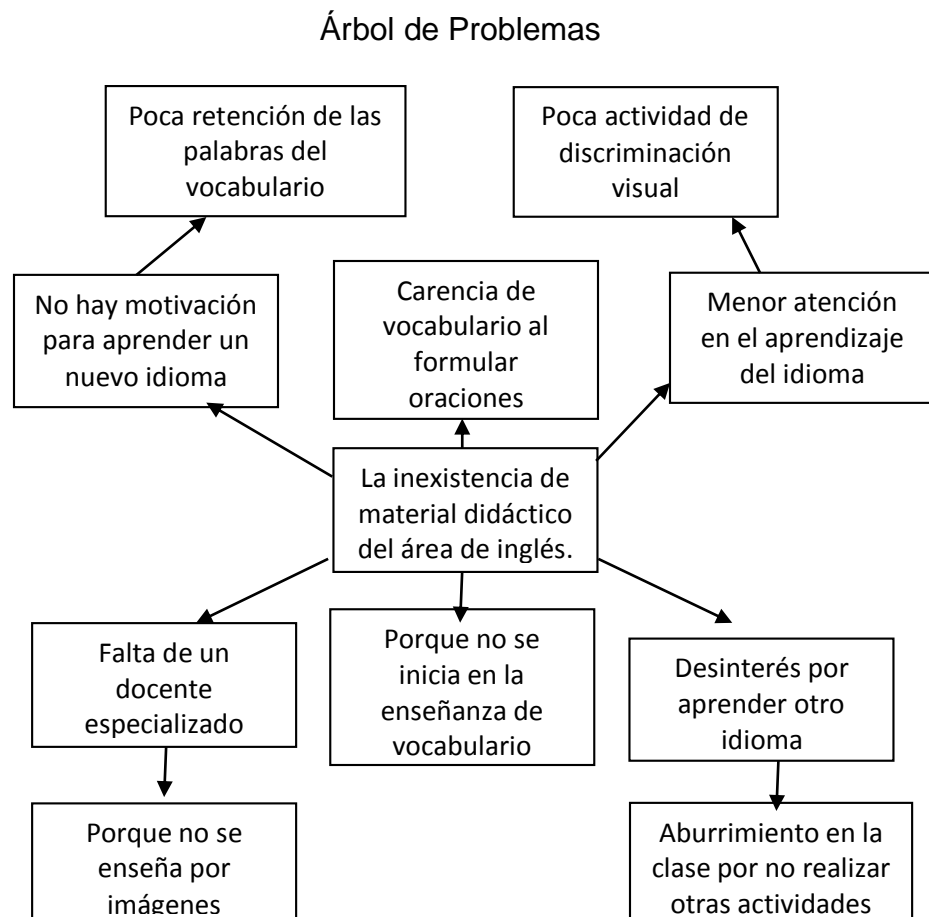 Árbol de Problemas
Poca retención de las
palabras del
vocabulario
Poca actividad de
discriminación
visual
No hay motivación
para aprender un
nuevo idioma
Carencia de
vocabulario al
formular
oraciones
Menor atención
en el aprendizaje
del idioma
La inexistencia de
material didáctico
del área de inglés.
Falta de un
docente
especializado
Porque no se
inicia en la
enseñanza de
vocabulario
Desinterés por
aprender otro
idioma
Porque no se
enseña por
imágenes
Aburrimiento en la
clase por no realizar
otras actividades